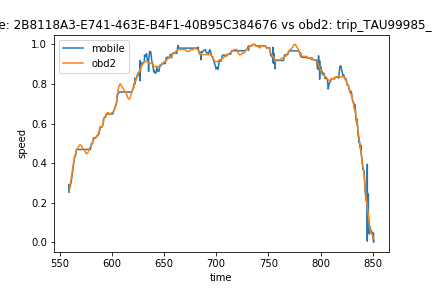 e: 2B8118A3-E741-463E-B4F1-40B95C384676 vs obd2: trip_TAU99985_
mobile
obd2
speed
1.0
0.8
0.6
0.4
0.2
0.0
550 600 650 700 750 800 850
time